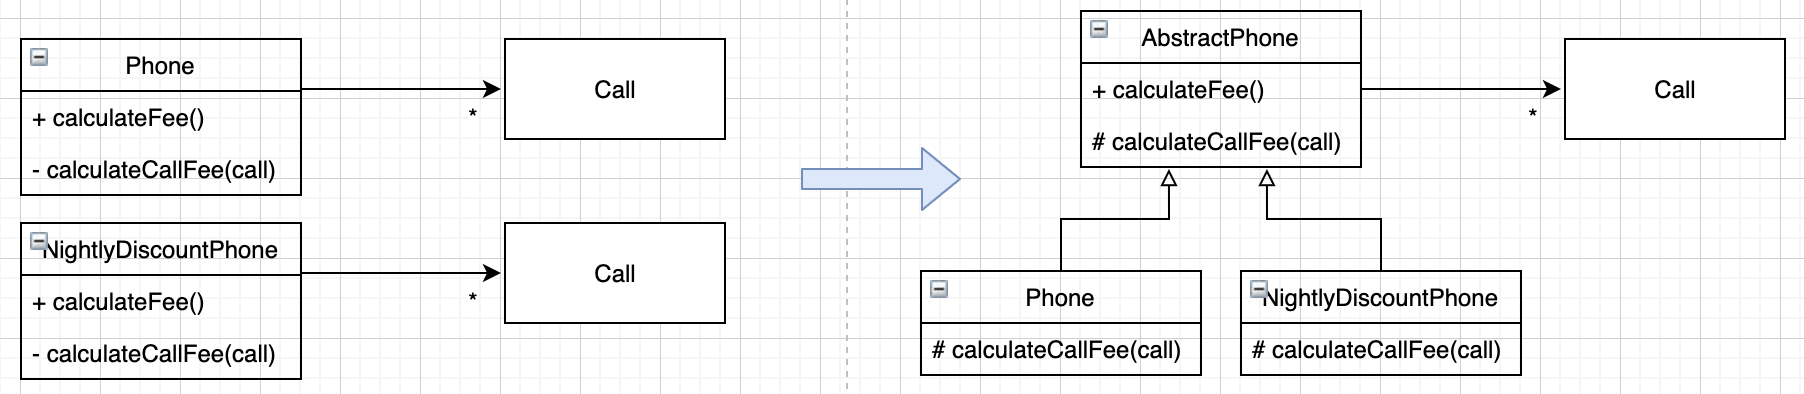 Phone
+ calculateFee()
- calculateCallFee(call)
Call
*
NightlyDiscountPhone
+ calculateFee()
- calculateCallFee(call)
Call
*
AbstractPhone
+ calculateFee()
# calculateCallFee(call)
Call
*
Phone
# calculateCallFee(call)
NightlyDiscountPhone
# calculateCallFee(call)